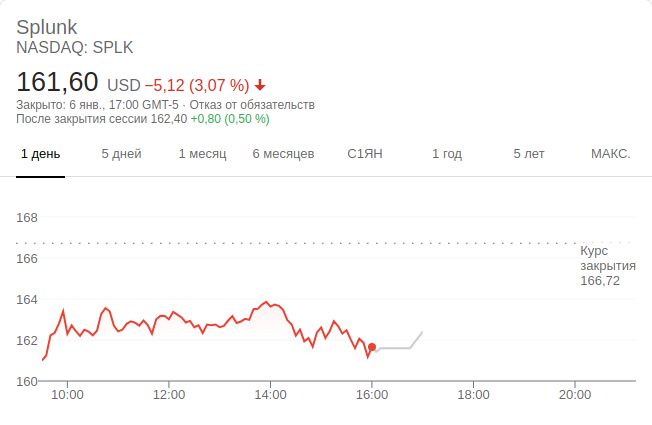 Splunk
NASDAQ: SPLK
161,60 USD −5,12 (3,07 %)
Закрыто: 6 янв., 17:00 GMT-5 · Отказ от обязательств
После закрытия сессии 162,40 +0,80 (0,50 %)
1 день 5 дней 1 месяц 6 месяцев С1ЯН 1 год 5 лет МАКС.
168
166
164
162
160
Курс
закрытия
166,72
10:00 12:00 14:00 16:00 18:00 20:00